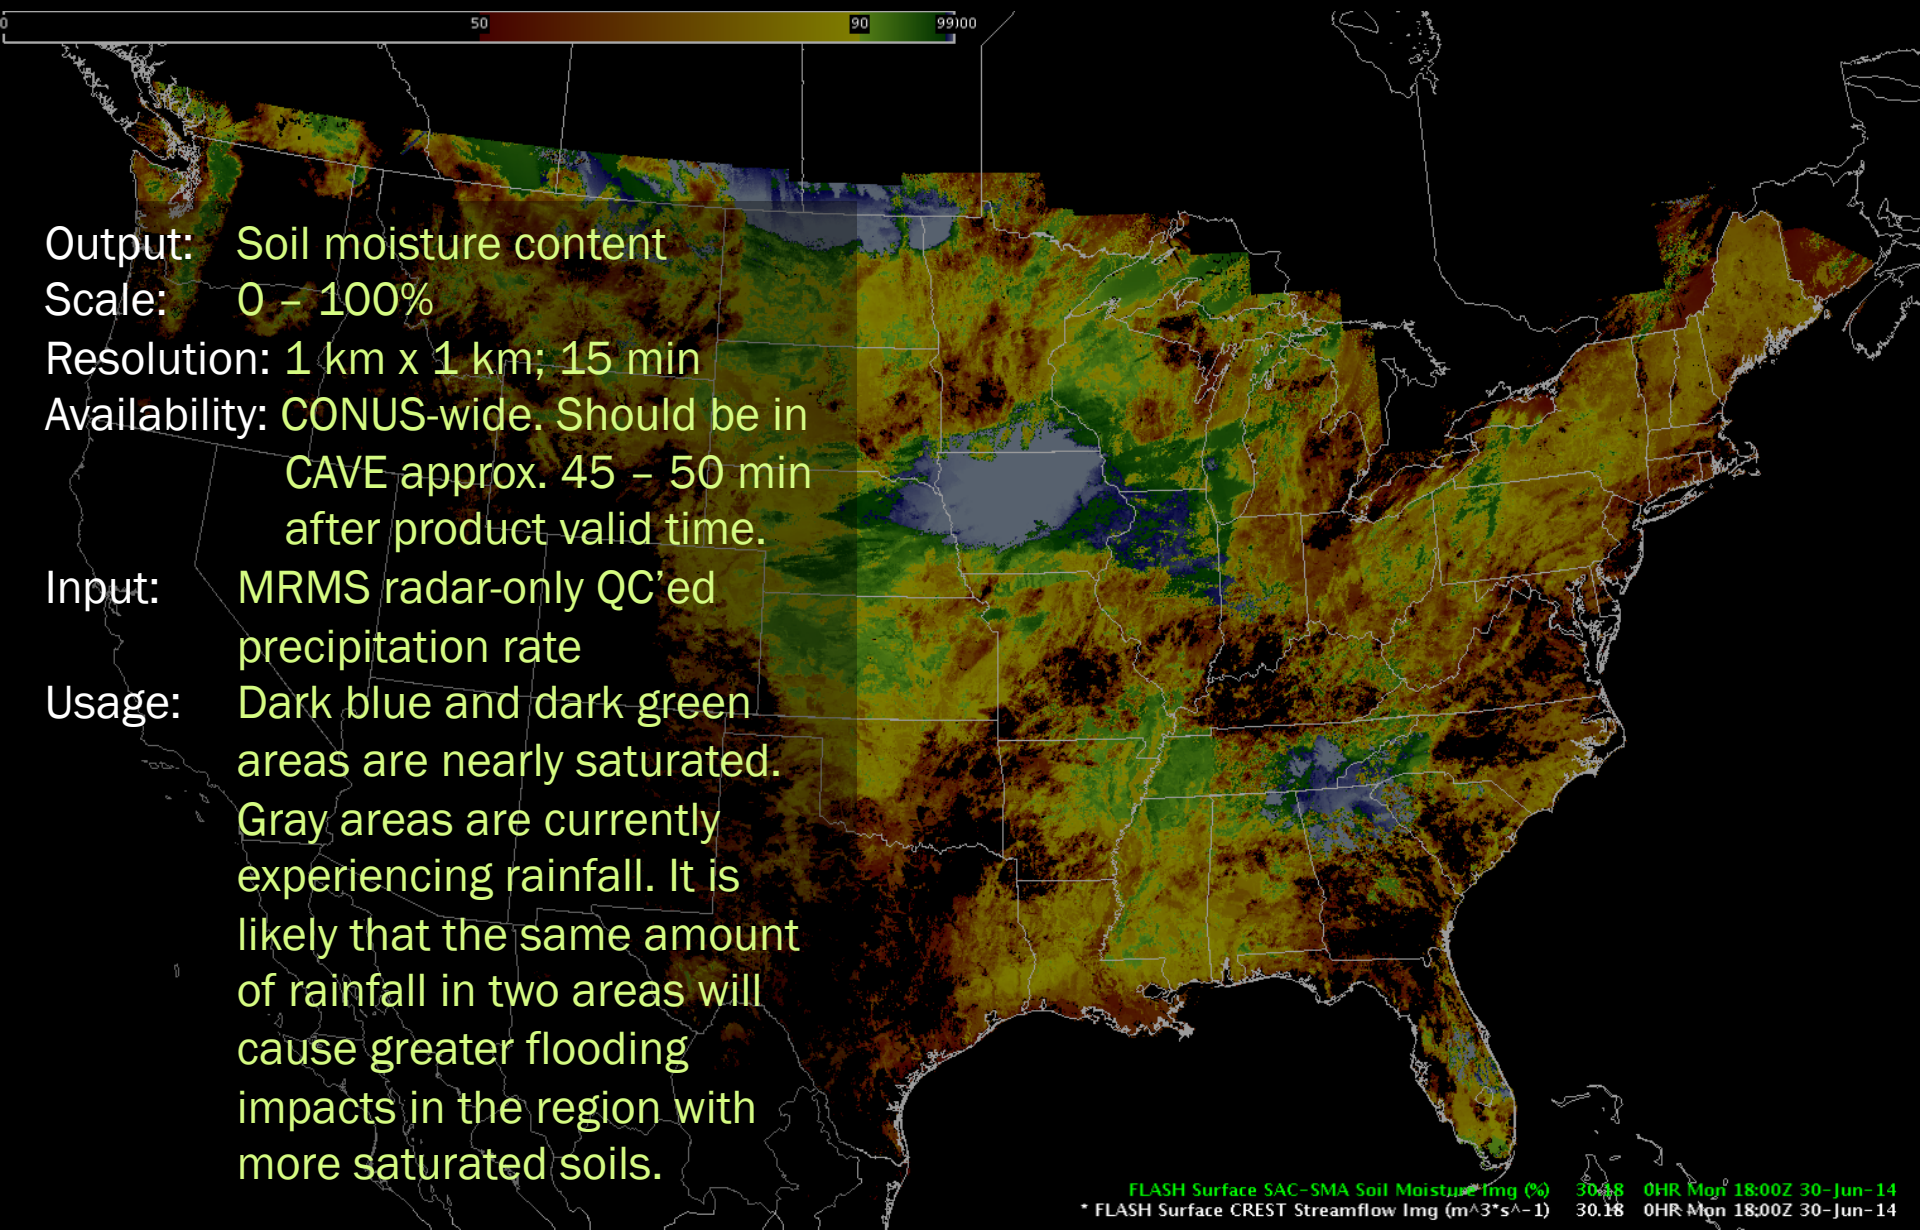 0 50 90 99 100
Output: Soil moisture content
Scale: 0 – 100%
Resolution: 1 km x 1 km; 15 min
Availability: CONUS-wide. Should be in
CAVE approx. 45 – 50 min
after product valid time.
Input: MRMS radar-only QC’ed
precipitation rate
Usage: Dark blue and dark green
areas are nearly saturated.
Gray areas are currently
experiencing rainfall. It is
likely that the same amount
of rainfall in two areas will
cause greater flooding
impacts in the region with
more saturated soils.
FLASH Surface SAC-SMA Soil Moisture Img (%) 30.18 0HR Mon 18:00Z 30-Jun-14
* FLASH Surface CREST Streamflow Img (m^3*s^-1) 30.18 0HR Mon 18:00Z 30-Jun-14